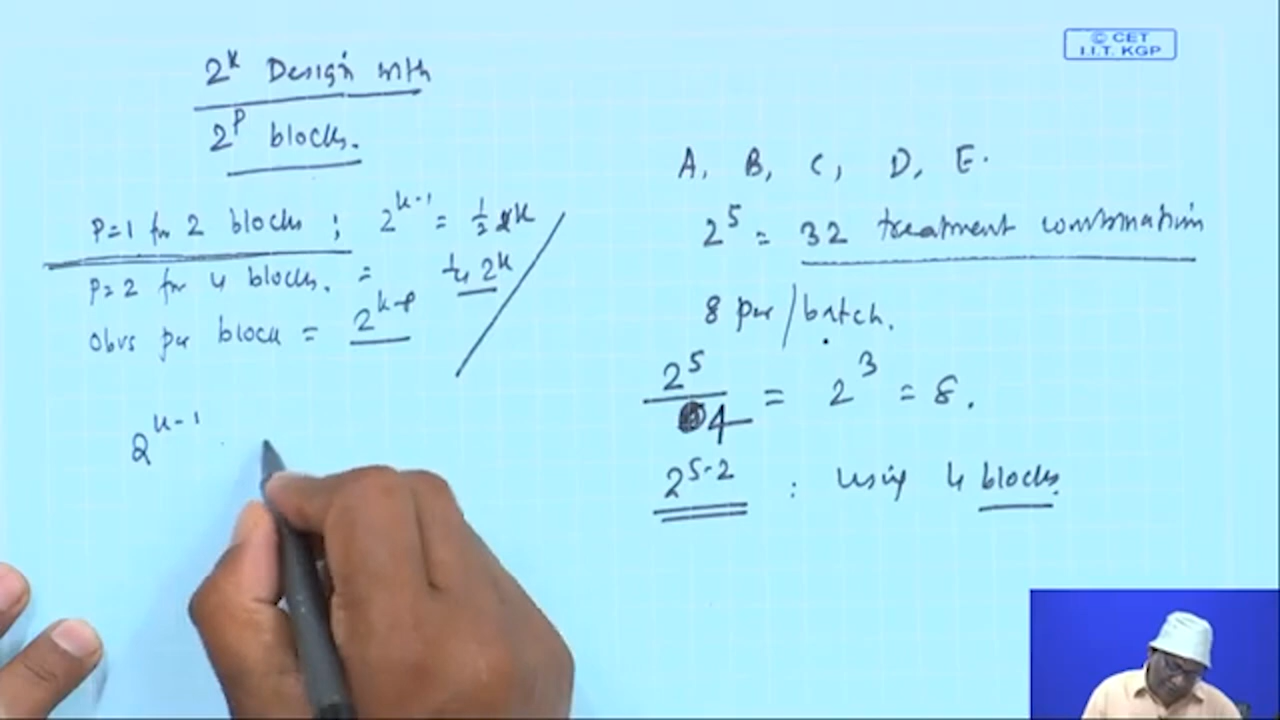 © CET
I.I.T. KGP
2^k Design with
2^P blocks.
P=1 for 2 blocks ; 2^{k-1} = 1/2 2^k
P=2 for 4 blocks. = 1/4 2^k
Obvs per block = 2^{k-p}
2^{k-1}
A, B, C, D, E.
2^5 = 32 treatment combination
8 per / batch.
2^5 / 4 = 2^3 = 8.
2^{5-2} : using 4 blocks.